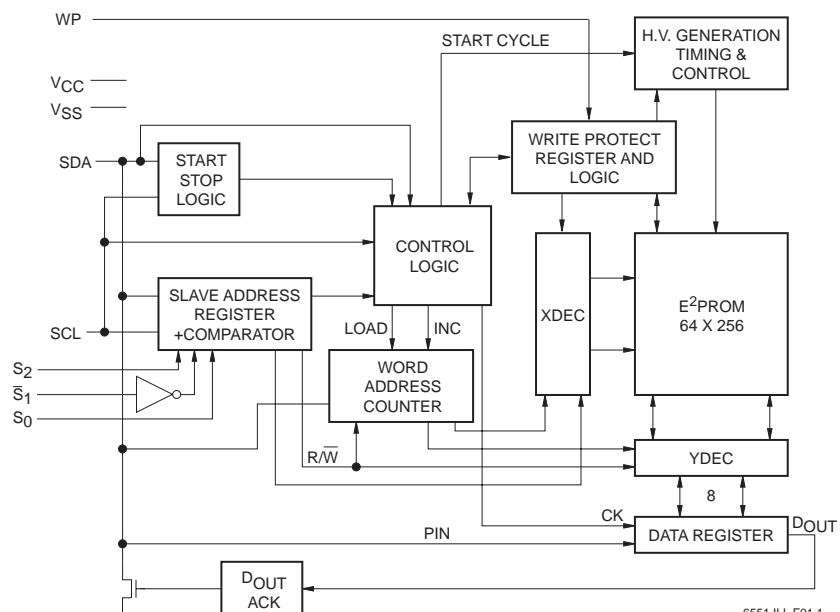 WP
H.V. GENERATION
TIMING &
CONTROL
START CYCLE
VCC
VSS
WRITE PROTECT
REGISTER AND
LOGIC
SDA
START
STOP
LOGIC
CONTROL
LOGIC
XDEC
E²PROM
64 X 256
SLAVE ADDRESS
REGISTER
+COMPARATOR
SCL
LOAD
INC
S2
S̅1
S0
WORD
ADDRESS
COUNTER
R/W̅
YDEC
8
CK
DATA REGISTER
DOUT
PIN
DOUT
ACK